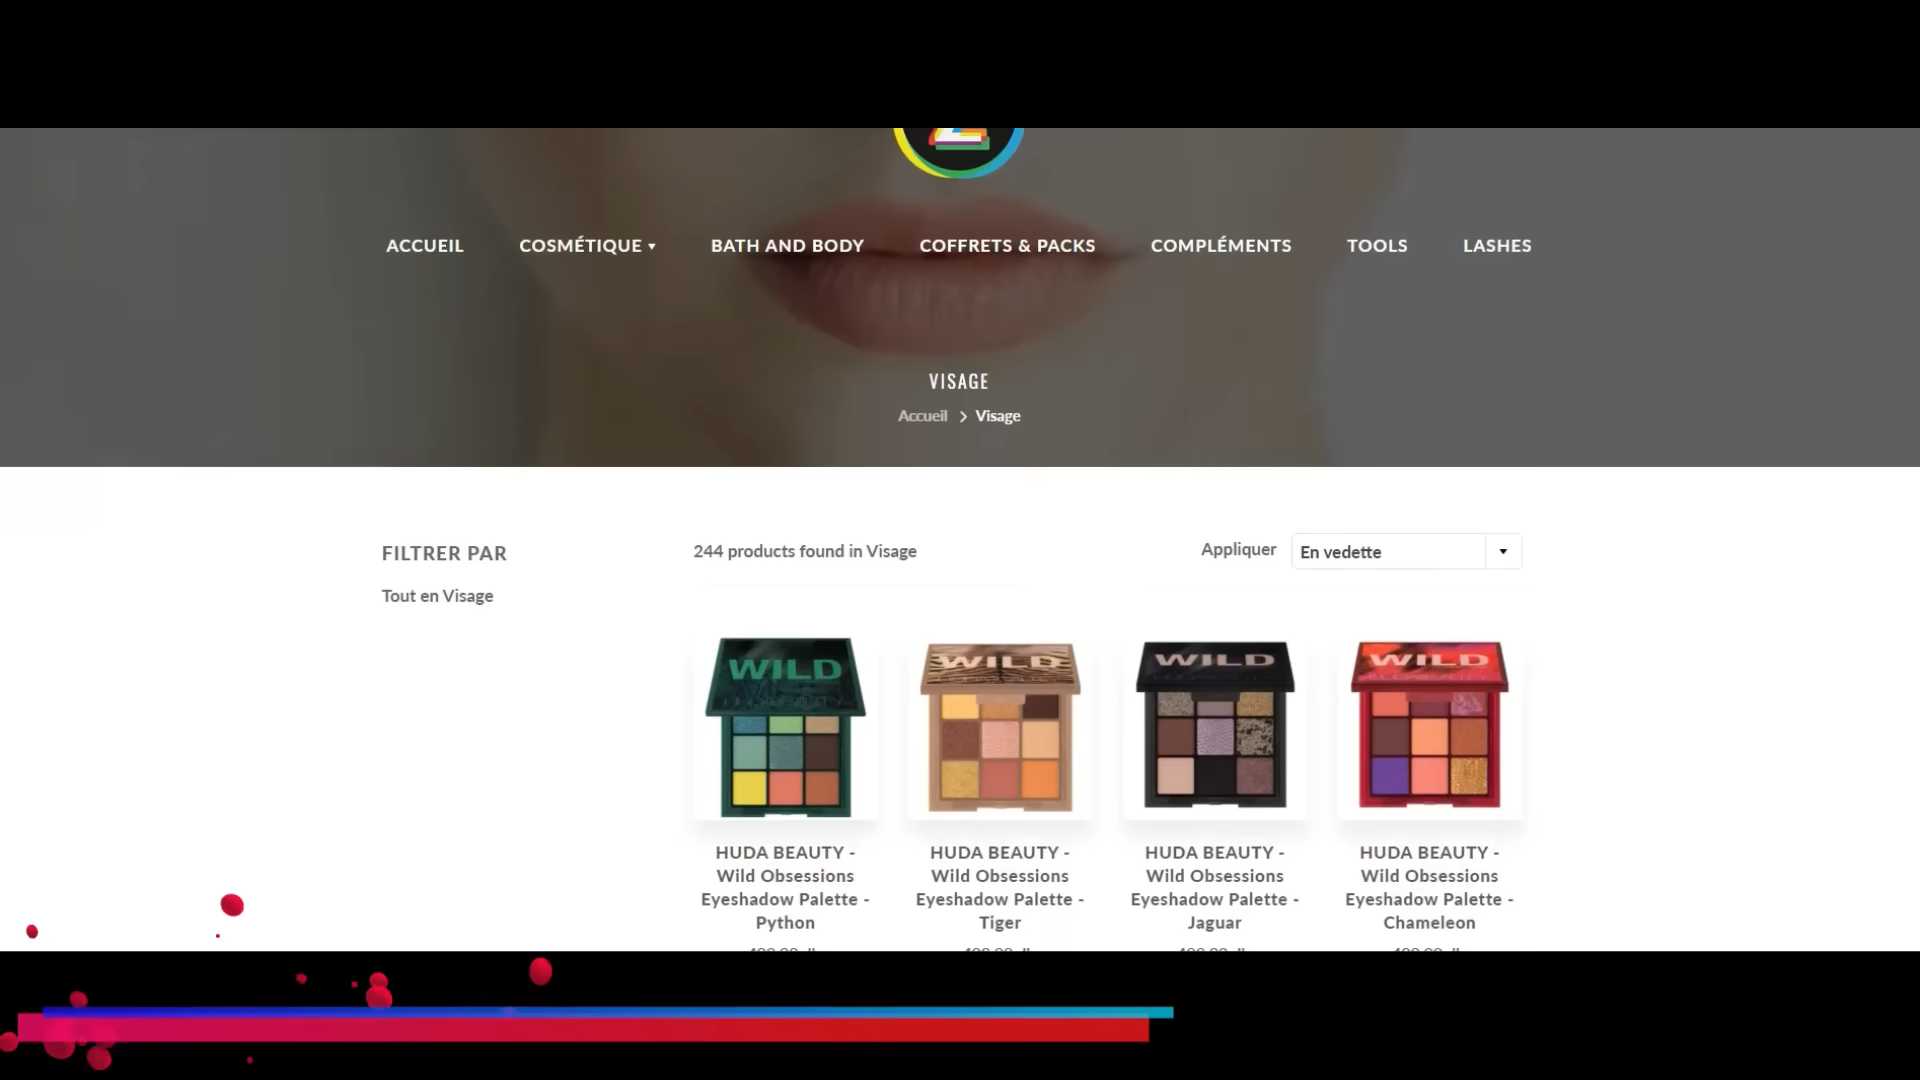 ACCUEIL COSMÉTIQUE BATH AND BODY COFFRETS & PACKS COMPLÉMENTS TOOLS LASHES
VISAGE
Accueil Visage
FILTRER PAR
Tout en Visage
244 products found in Visage
Appliquer En vedette
WILD
WILD
WILD
WILD
HUDA BEAUTY -
Wild Obsessions
Eyeshadow Palette -
Python
HUDA BEAUTY -
Wild Obsessions
Eyeshadow Palette -
Tiger
HUDA BEAUTY -
Wild Obsessions
Eyeshadow Palette -
Jaguar
HUDA BEAUTY -
Wild Obsessions
Eyeshadow Palette -
Chameleon